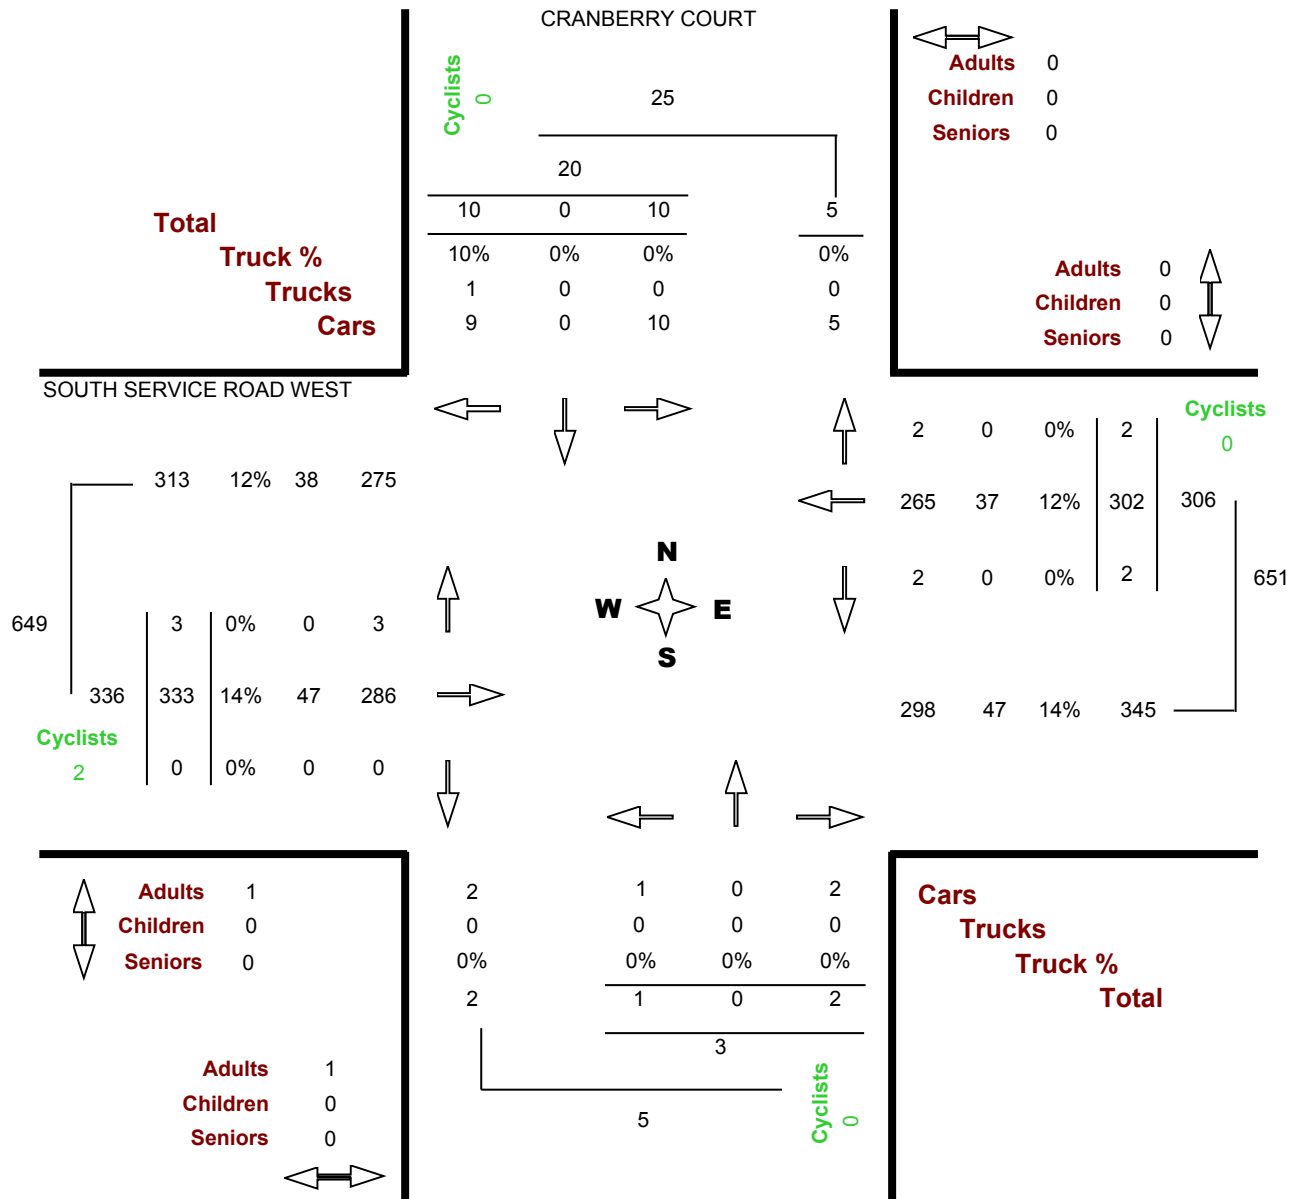 CRANBERRY COURT
Cyclists
0
25
Adults 0
Children 0
Seniors 0
20
10 0 10 5
Total
10% 0% 0% 0%
Truck %
1 0 0 0
Trucks
9 0 10 5
Cars
Adults 0
Children 0
Seniors 0
SOUTH SERVICE ROAD WEST
Cyclists
0
2 0 0% 2
313 12% 38 275
265 37 12% 302 306
N
W E
S
2 0 0% 2
651
649
3 0% 0 3
336 333 14% 47 286
298 47 14% 345
Cyclists
2
0 0% 0 0
Adults 1
Children 0
Seniors 0
2 1 0 2
0 0 0 0
0% 0% 0% 0%
2 1 0 2
Cars
Trucks
Truck %
Total
3
Adults 1
Children 0
Seniors 0
5
Cyclists
0